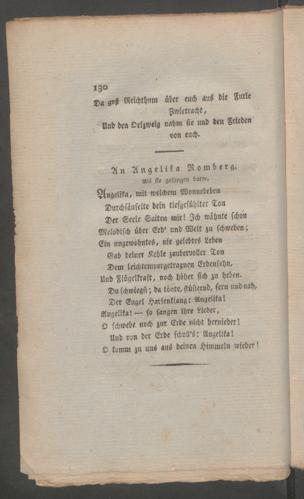 130
Da goß Reichthum über euch aus die Furie
Zwietracht,
Und den Oelzweig nahm sie und den Frieden
von euch.
An Angelika Romberg.
als sie gesungen hatte.
Angelika, mit welchem Wonnebeben
Durchsäuselte dein tiefgefühlter Ton
Der Seele Saiten mir! Ich wähnte schon
Melodisch über Erd' und Welt zu schweben;
Ein ungewohntes, nie gelebtes Leben
Gab deiner Kehle zaubervoller Ton
Dem leichtemporgetragnen Erdensohn,
Und Flügelkraft, noch höher sich zu heben.
Du schwiegst; da tönte, flüsternd, fern und nah,
Der Engel Harfenklang: Angelika!
Angelika! — so sangen ihre Lieder,
O schwebe noch zur Erde nicht hernieder!
Und von der Erde scholl's: Angelika!
O komm zu uns aus deinen Himmeln wieder!